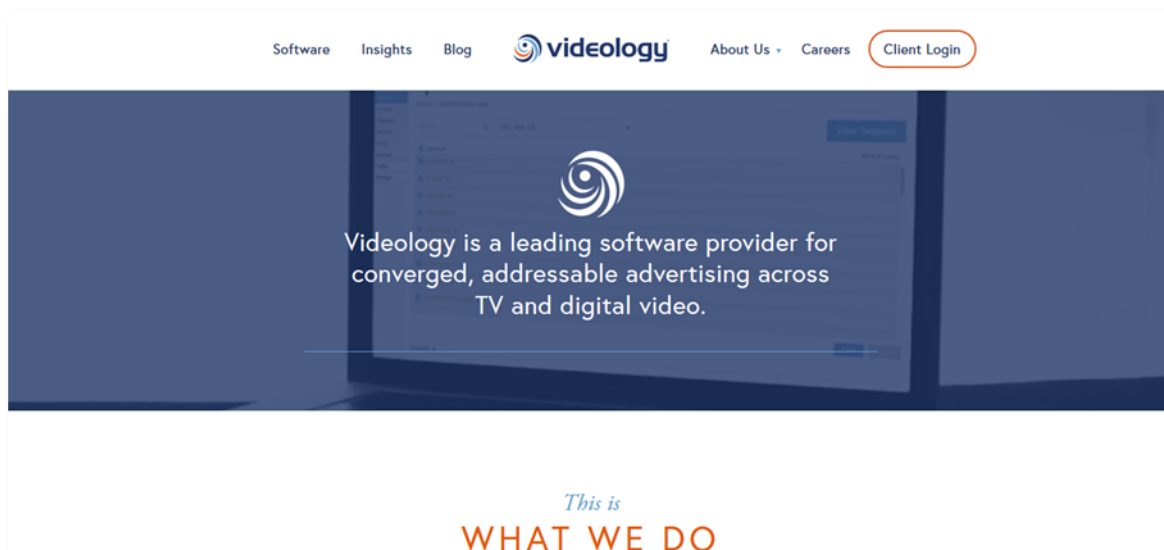 Software Insights Blog videology About Us Careers Client Login
Videology is a leading software provider for
converged, addressable advertising across
TV and digital video.
This is
WHAT WE DO